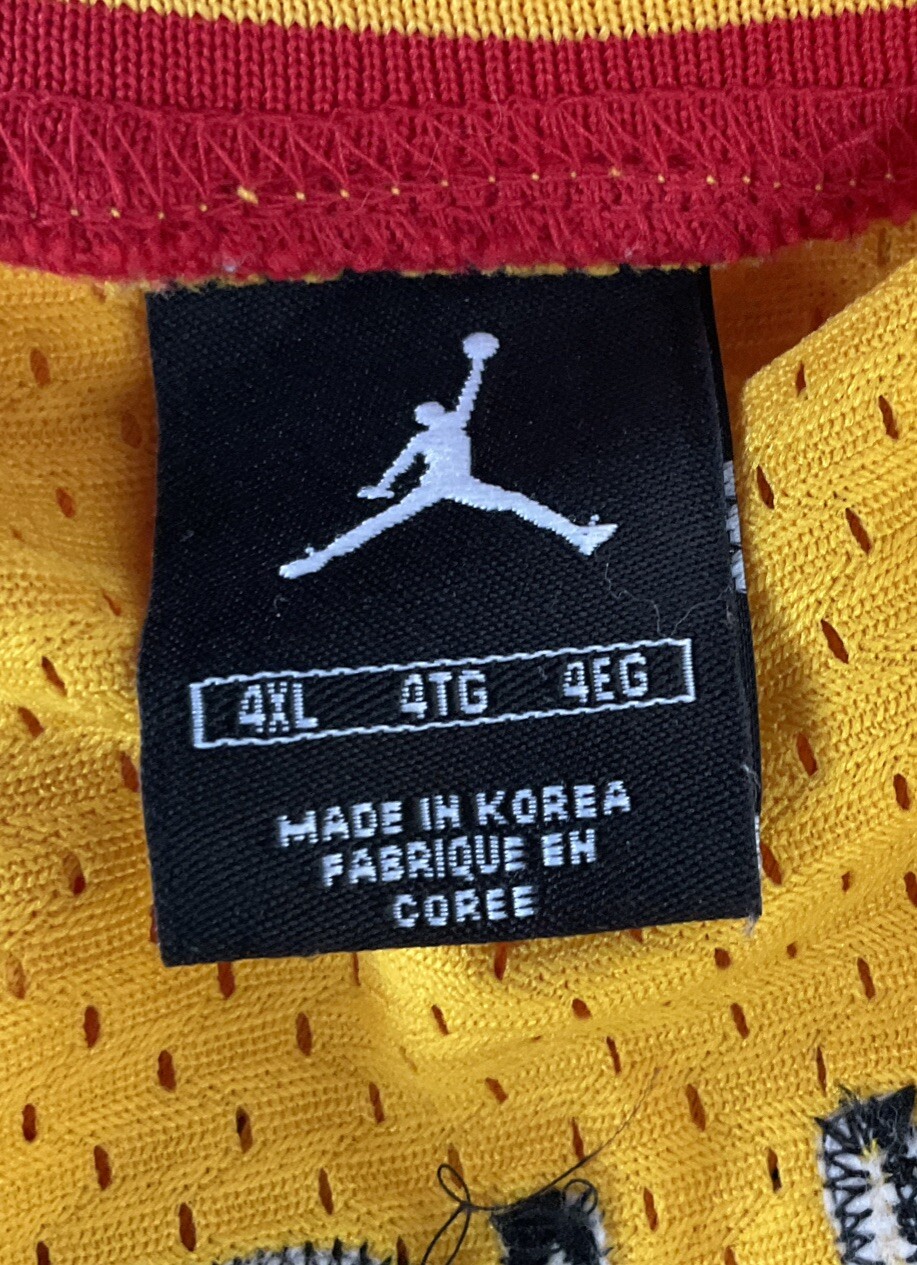 4XL 4TG 4EG
MADE IN KOREA
FABRIQUE EN
COREE